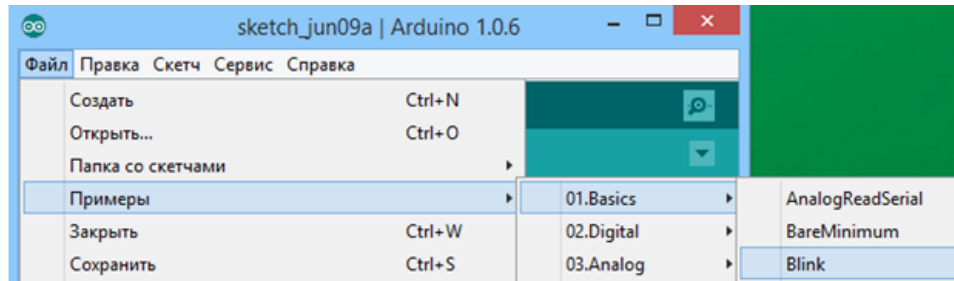 sketch_jun09a | Arduino 1.0.6
Файл Правка Скетч Сервис Справка
Создать Ctrl+N
Открыть... Ctrl+O
Папка со скетчами
Примеры 01.Basics AnalogReadSerial
Закрыть Ctrl+W 02.Digital BareMinimum
Сохранить Ctrl+S 03.Analog Blink